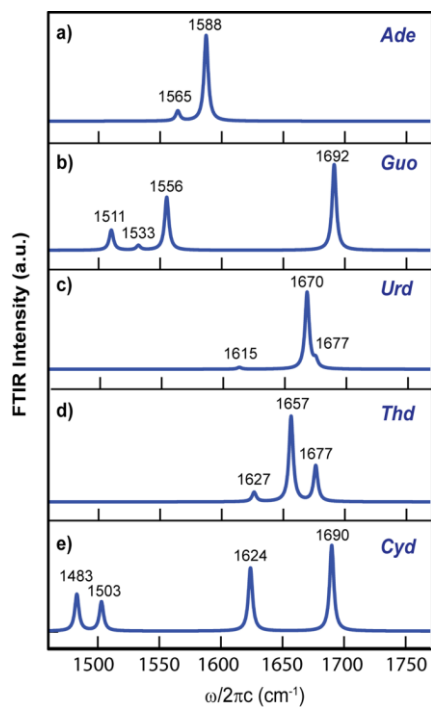 FTIR Intensity (a.u.)
a) 1588 Ade
1565
b) 1692 Guo
1556
1511
1533
c) 1670 Urd
1677
1615
d) 1657 Thd
1677
1627
e) 1690 Cyd
1624
1483 1503
1500 1550 1600 1650 1700 1750
ω/2πc (cm⁻¹)